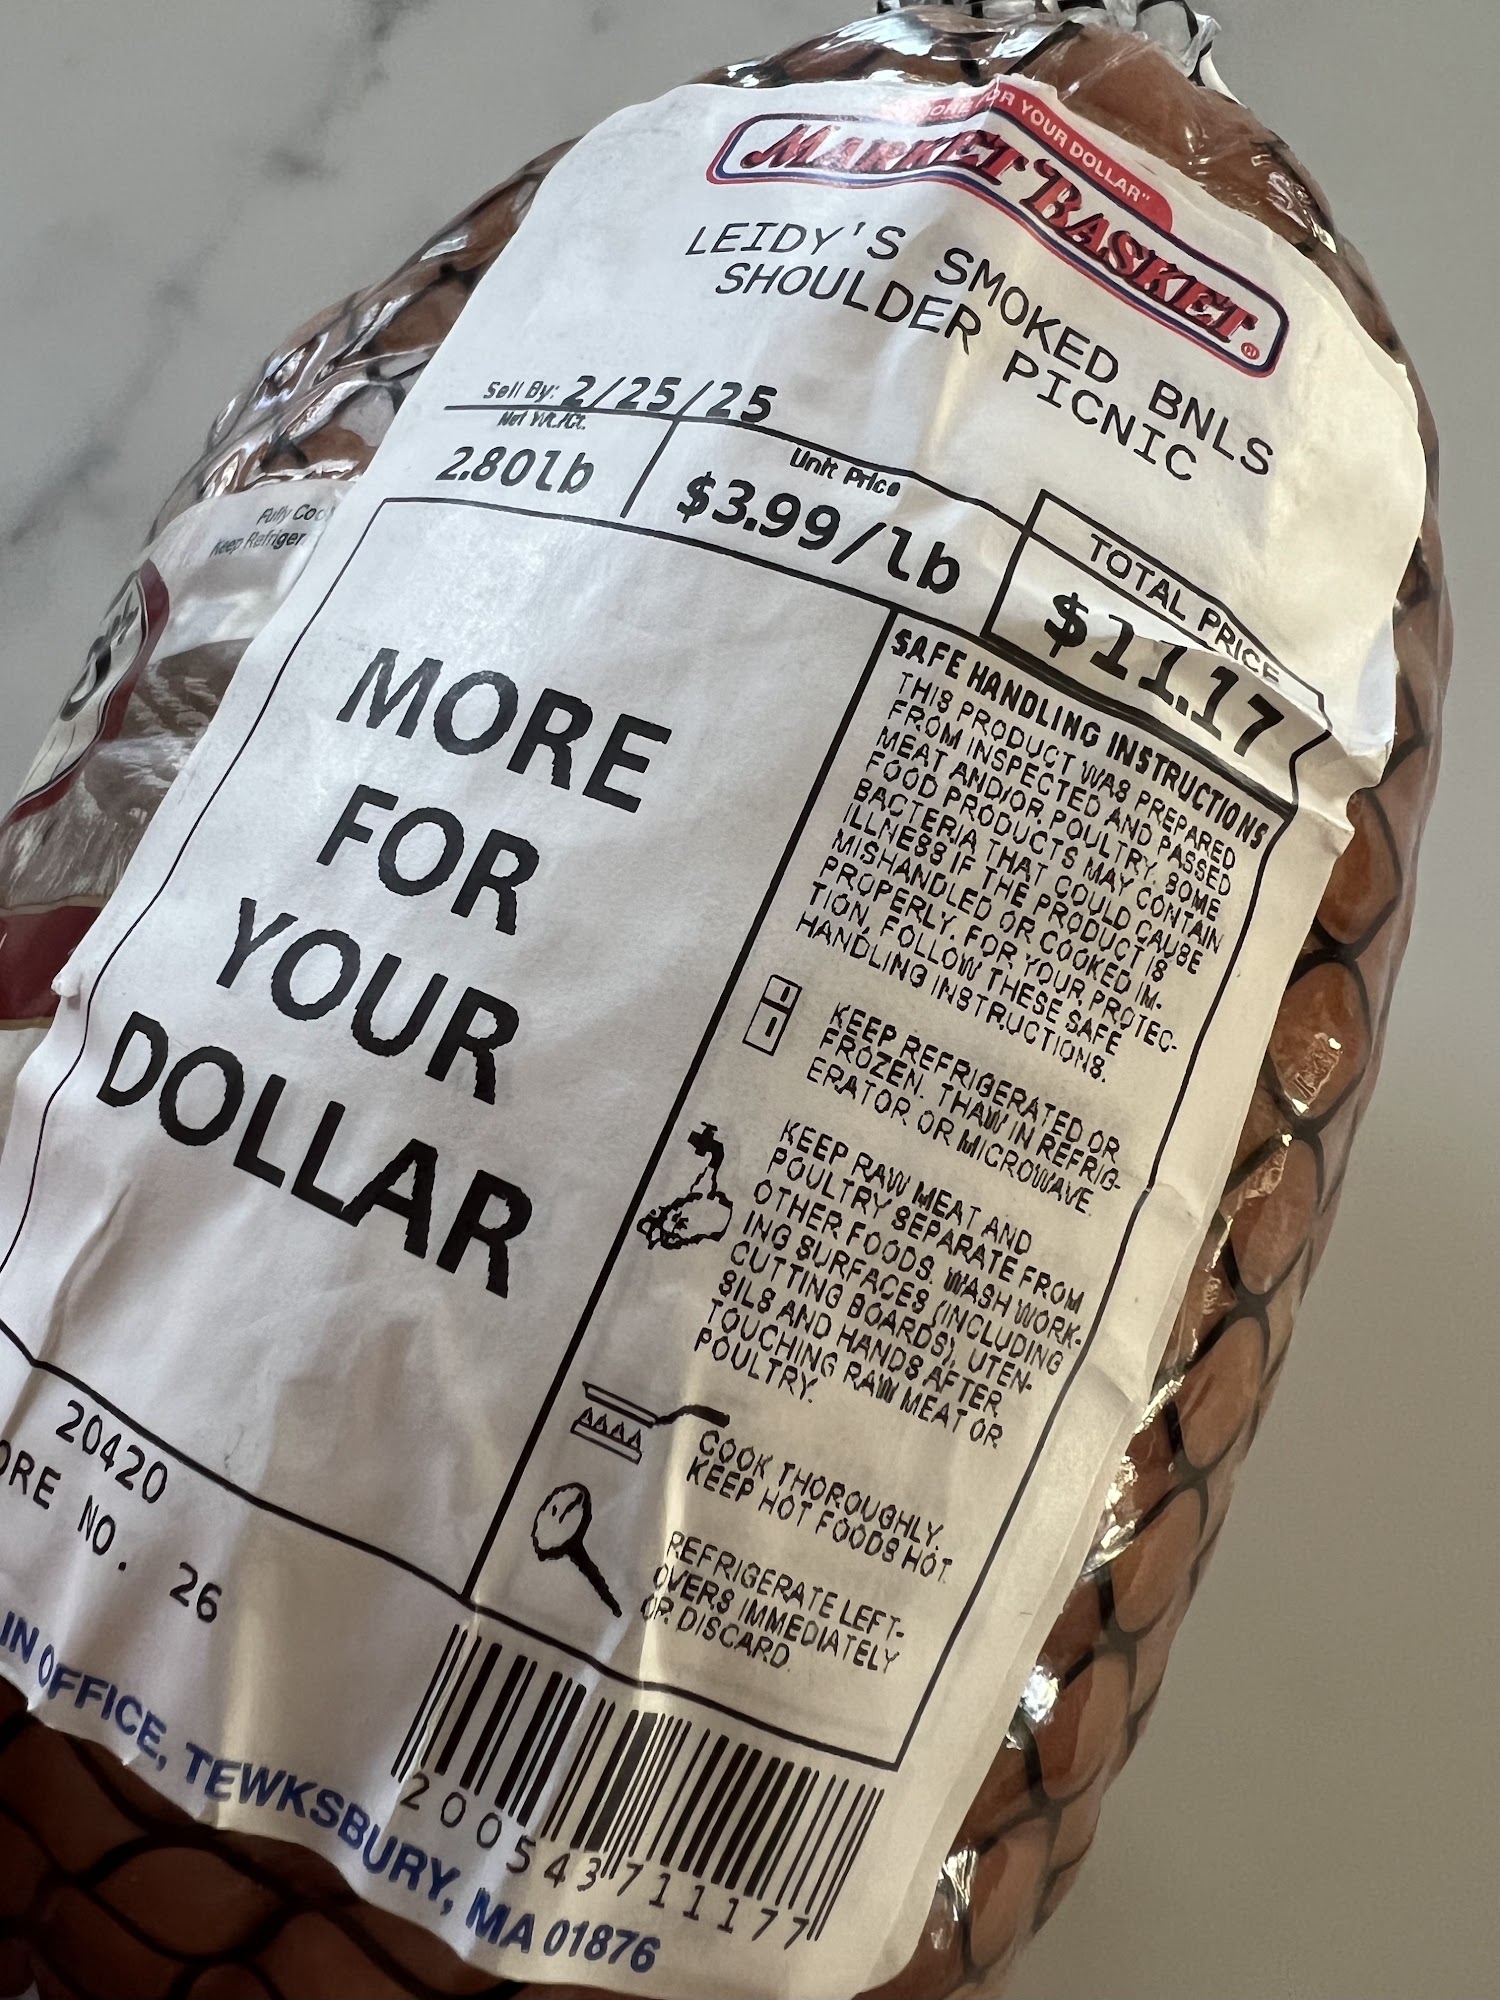 MORE FOR YOUR DOLLAR"
MARKET BASKET®
LEIDY'S SMOKED BNLS
SHOULDER PICNIC
Sell By: 2/25/25
Net Wt./Ct.
2.80lb
Unit Price
$3.99/lb
TOTAL PRICE
$11.17
Fully
Keep
MORE
FOR
YOUR
DOLLAR
SAFE HANDLING INSTRUCTIONS
THIS PRODUCT WAS PREPARED
FROM INSPECTED AND PASSED
MEAT AND/OR POULTRY. SOME
FOOD PRODUCTS MAY CONTAIN
BACTERIA THAT COULD CAUSE
ILLNESS IF THE PRODUCT IS
MISHANDLED OR COOKED IM-
PROPERLY. FOR YOUR PROTEC-
TION, FOLLOW THESE SAFE
HANDLING INSTRUCTIONS.
KEEP REFRIGERATED OR
FROZEN. THAW IN REFRIG-
ERATOR OR MICROWAVE.
KEEP RAW MEAT AND
POULTRY SEPARATE FROM
OTHER FOODS. WASH WORK-
ING SURFACES (INCLUDING
CUTTING BOARDS), UTEN-
SILS AND HANDS AFTER
TOUCHING RAW MEAT OR
POULTRY.
COOK THOROUGHLY.
KEEP HOT FOODS HOT.
REFRIGERATE LEFT-
OVERS IMMEDIATELY
OR DISCARD.
20420
ORE NO. 26
200543711177
IN OFFICE, TEWKSBURY, MA 01876